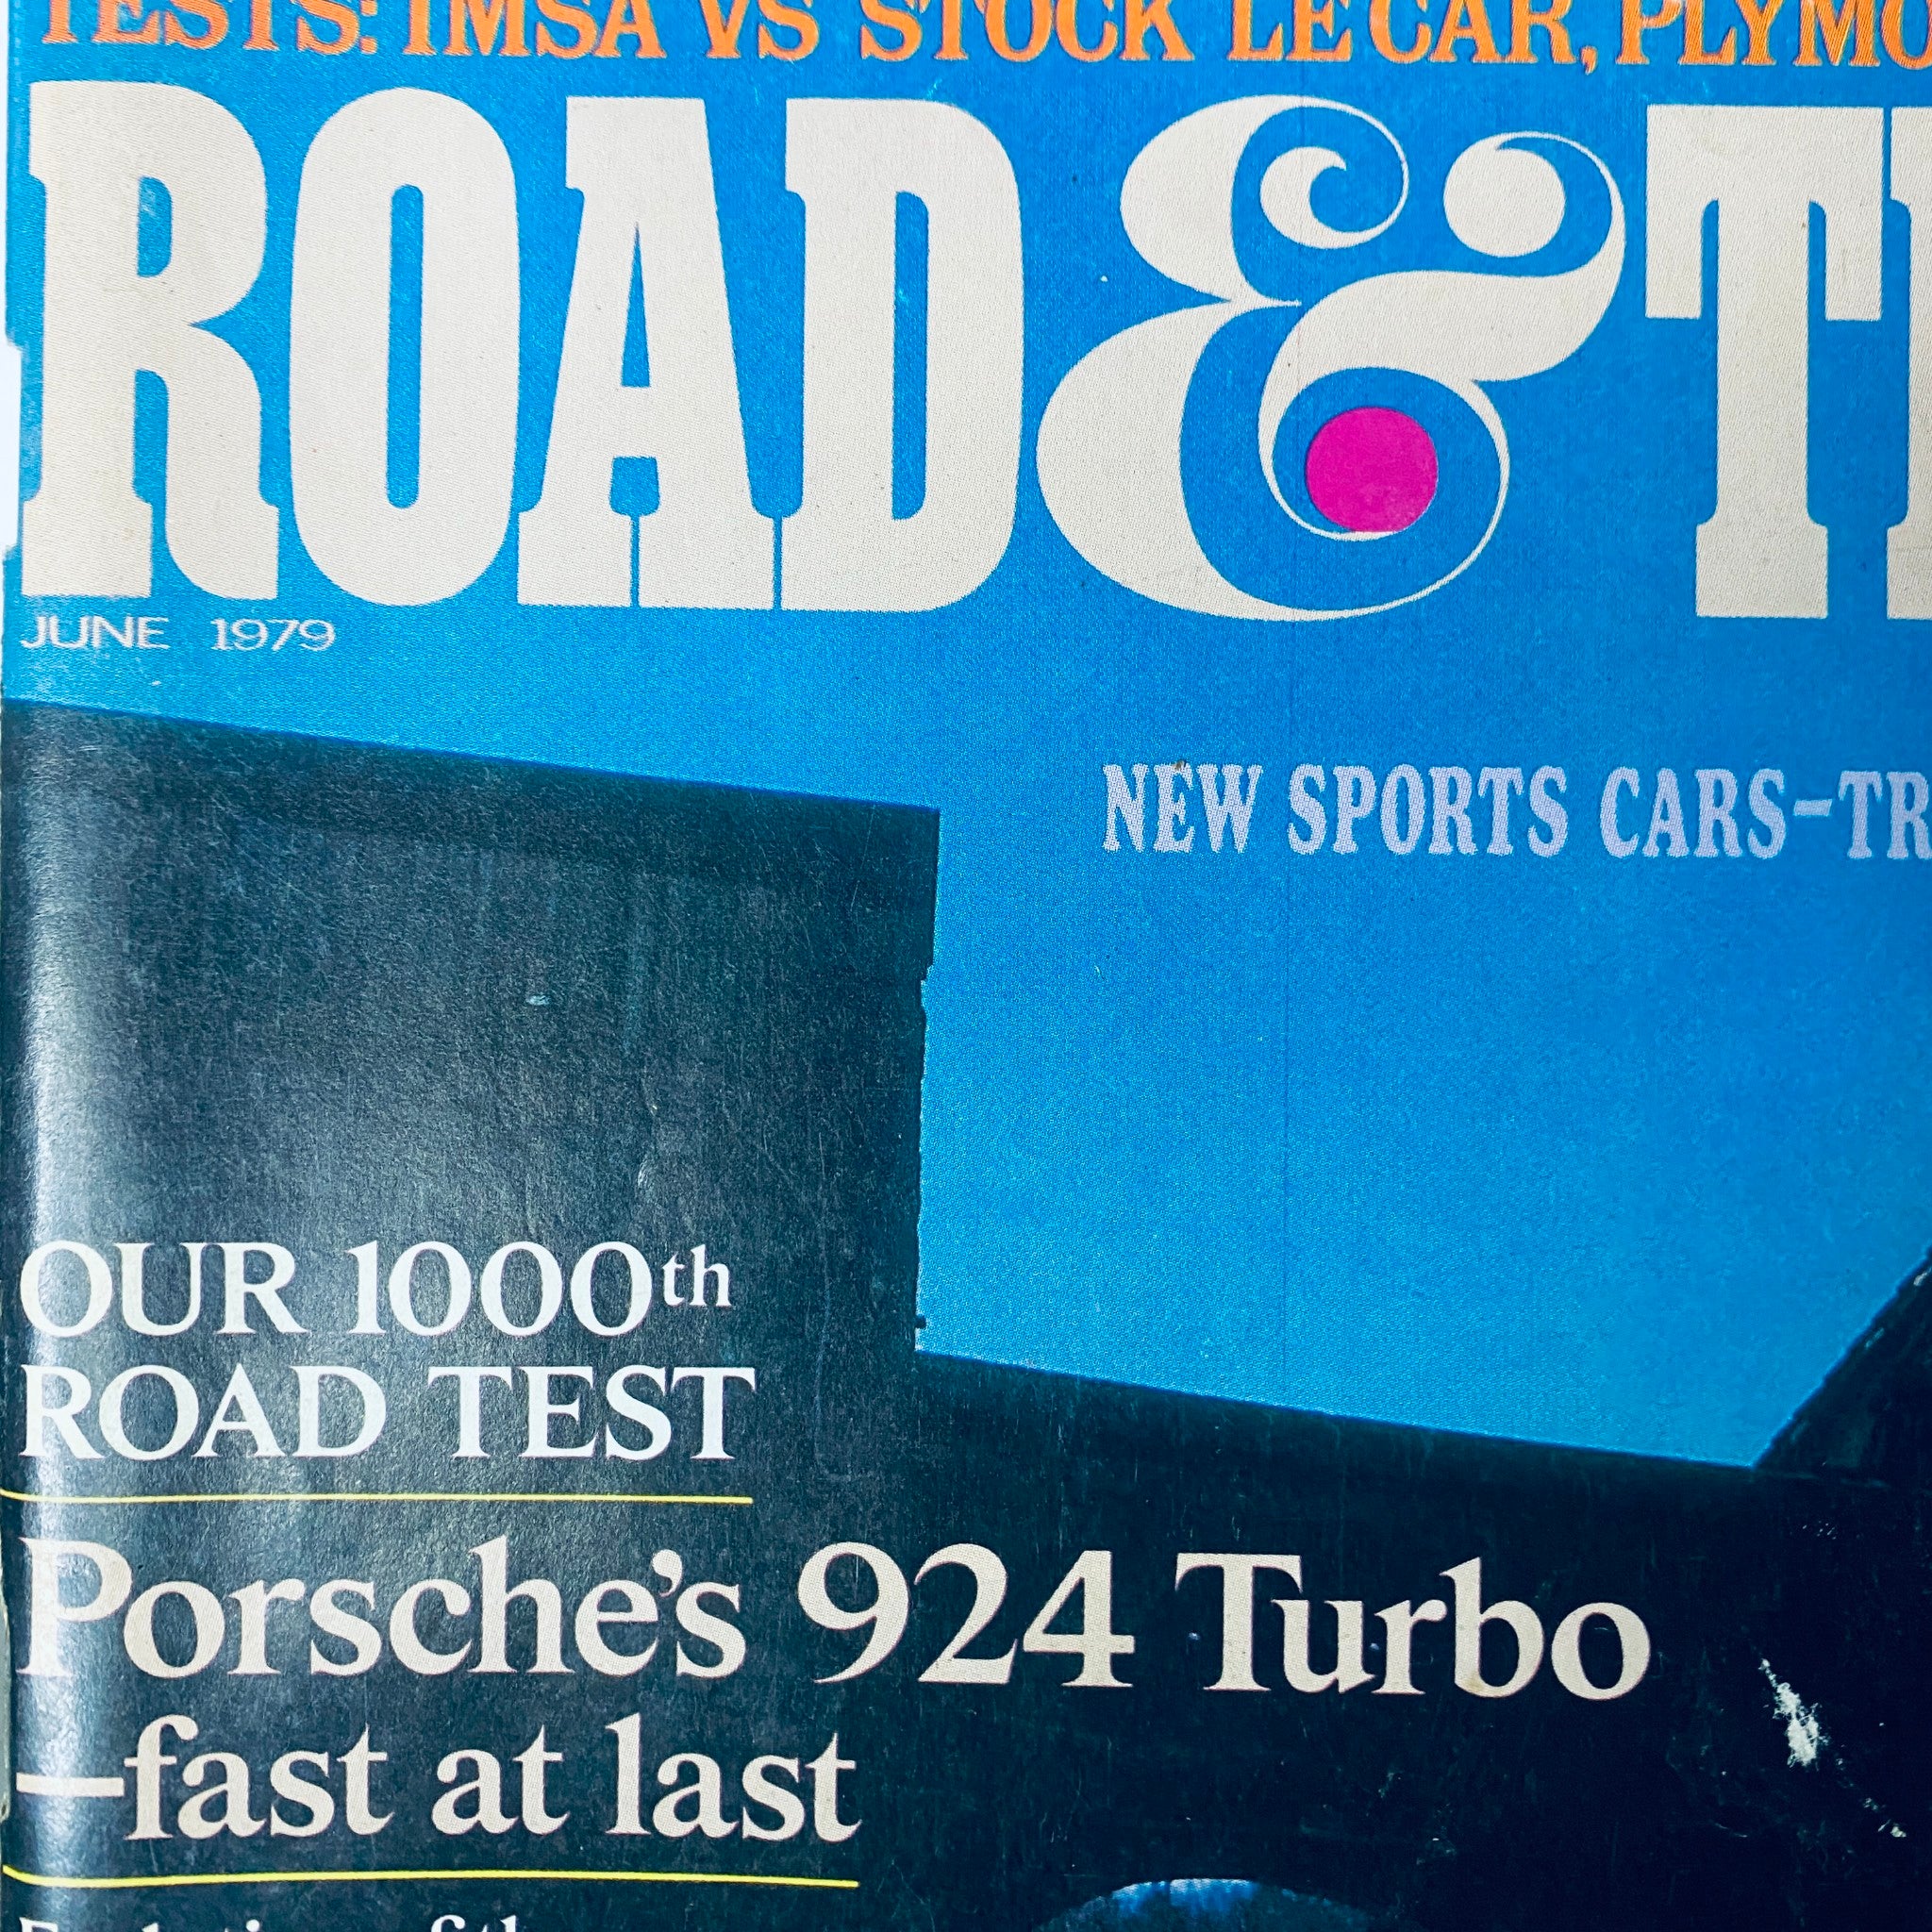 TESTS: IMSA VS STOCK LE CAR, PLYMO
ROAD & T
JUNE 1979
NEW SPORTS CARS–TR
OUR 1000th
ROAD TEST
Porsche's 924 Turbo
—fast at last